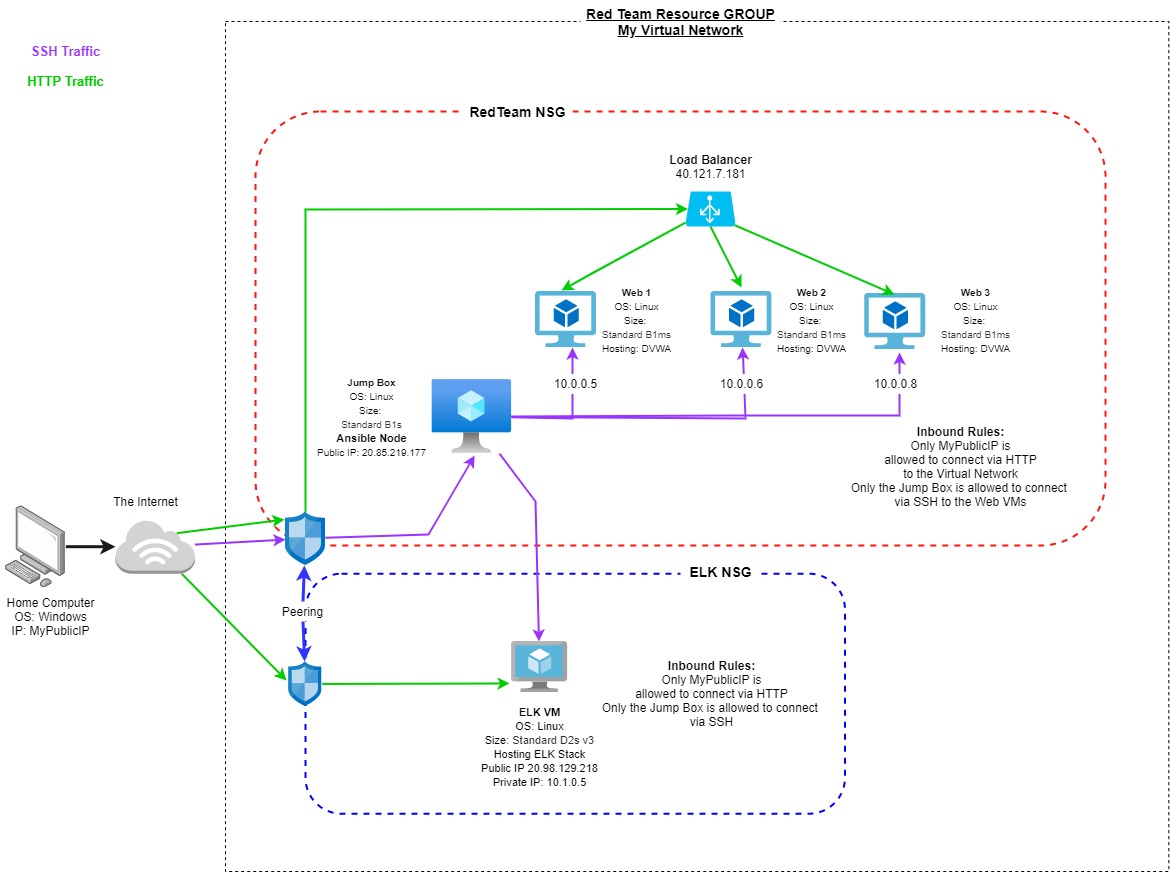 Red Team Resource GROUP
My Virtual Network
SSH Traffic
HTTP Traffic
RedTeam NSG
Load Balancer
40.121.7.181
Web 1
OS: Linux
Size:
Standard B1ms
Hosting: DVWA
Web 2
OS: Linux
Size:
Standard B1ms
Hosting: DVWA
Web 3
OS: Linux
Size:
Standard B1ms
Hosting: DVWA
10.0.0.5
10.0.0.6
10.0.0.8
Jump Box
OS: Linux
Size:
Standard B1s
Ansible Node
Public IP: 20.85.219.177
Inbound Rules:
Only MyPublicIP is
allowed to connect via HTTP
to the Virtual Network
Only the Jump Box is allowed to connect
via SSH to the Web VMs
The Internet
Home Computer
OS: Windows
IP: MyPublicIP
Peering
ELK NSG
ELK VM
OS: Linux
Size: Standard D2s v3
Hosting ELK Stack
Public IP 20.98.129.218
Private IP: 10.1.0.5
Inbound Rules:
Only MyPublicIP is
allowed to connect via HTTP
Only the Jump Box is allowed to connect
via SSH